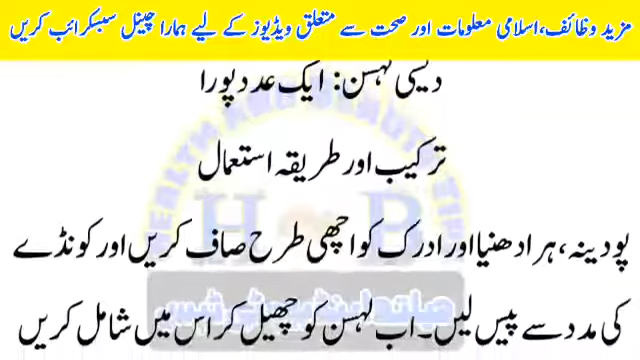 مزید وظائف،اسلامی معلومات اور صحت سے متعلق ویڈیوز کے لیے ہمارا چینل سبسکرائب کریں
دیسی لہسن: ایک عدد پورا
ترکیب اور طریقہ استعمال
پودینہ، ہرا دھنیا اور ادرک کو اچھی طرح صاف کریں اور کونڈے
کی مدد سے پیس لیں۔ اب لہسن کو چھیل کر اس میں شامل کریں